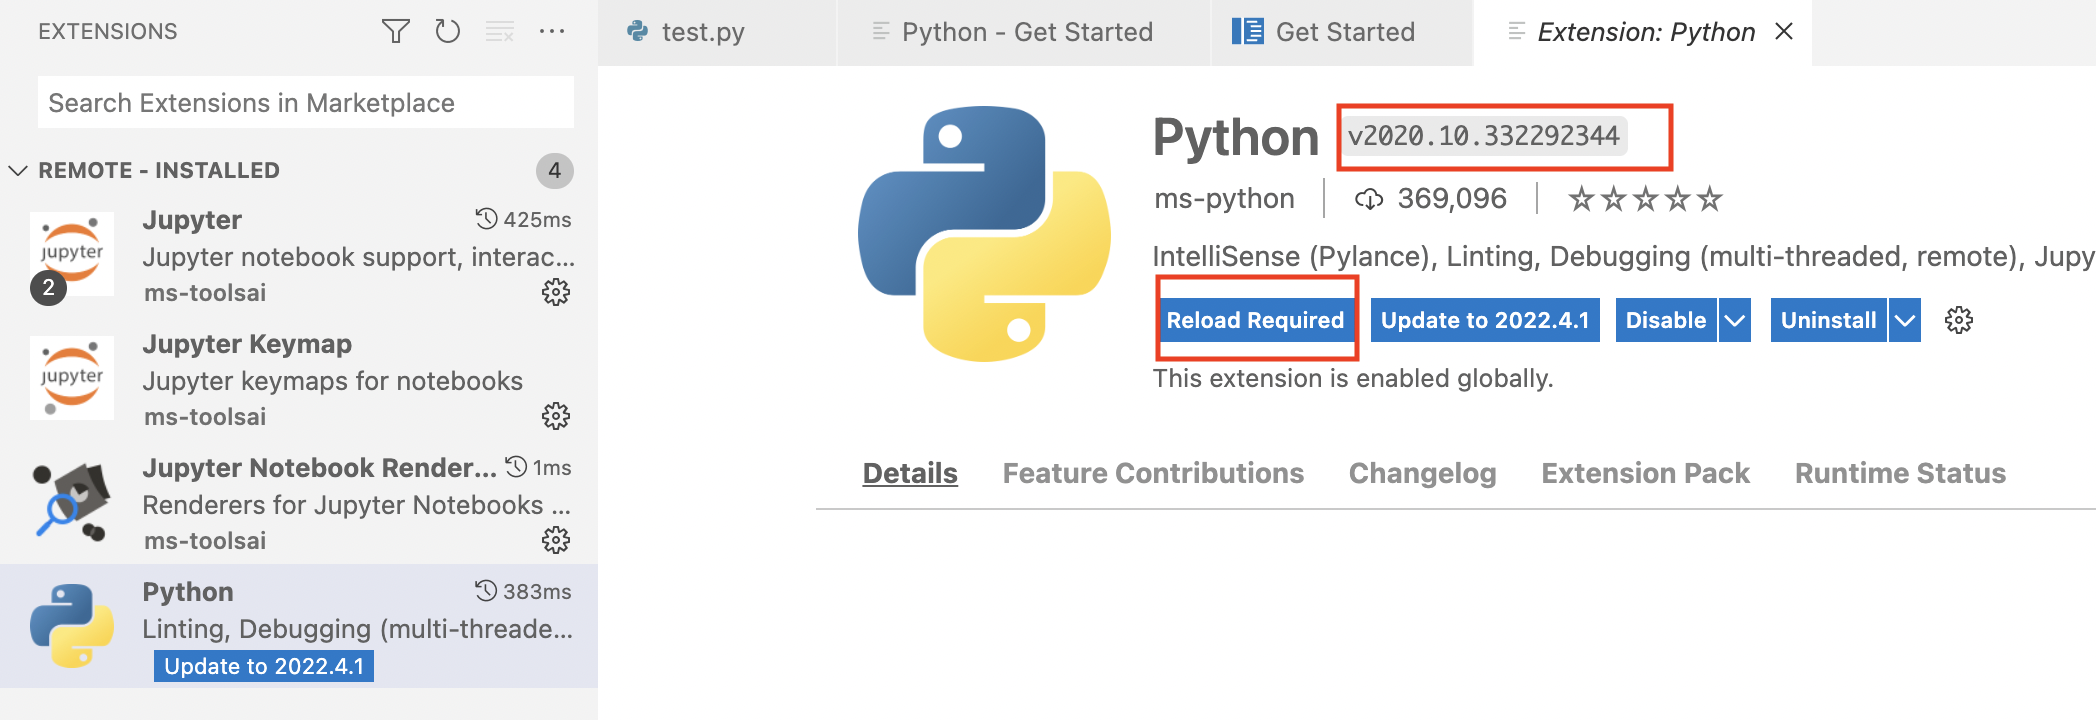 EXTENSIONS
Search Extensions in Marketplace
REMOTE - INSTALLED 4
jupyter
2
Jupyter 425ms
Jupyter notebook support, interac...
ms-toolsai
jupyter
Jupyter Keymap
Jupyter keymaps for notebooks
ms-toolsai
Jupyter Notebook Render... 1ms
Renderers for Jupyter Notebooks ...
ms-toolsai
Python 383ms
Linting, Debugging (multi-threade...
Update to 2022.4.1
test.py Python - Get Started Get Started Extension: Python
Python v2020.10.332292344
ms-python 369,096
IntelliSense (Pylance), Linting, Debugging (multi-threaded, remote), Jupy
Reload Required Update to 2022.4.1 Disable Uninstall
This extension is enabled globally.
Details Feature Contributions Changelog Extension Pack Runtime Status